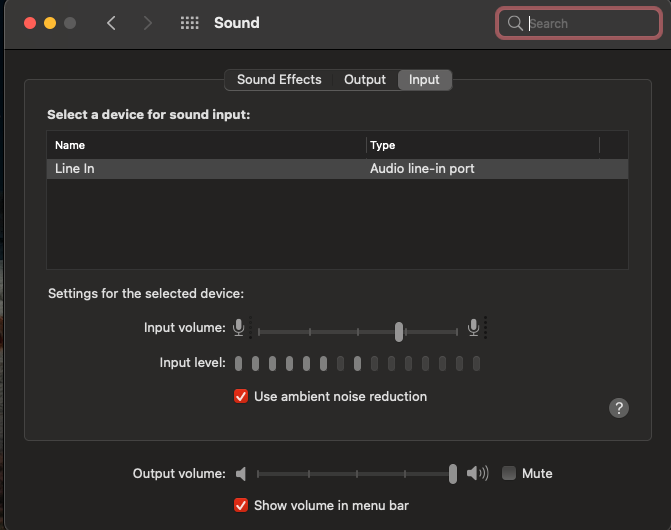 Sound
Search
Sound Effects Output Input
Select a device for sound input:
Name Type
Line In Audio line-in port
Settings for the selected device:
Input volume:
Input level:
Use ambient noise reduction
?
Output volume: Mute
Show volume in menu bar